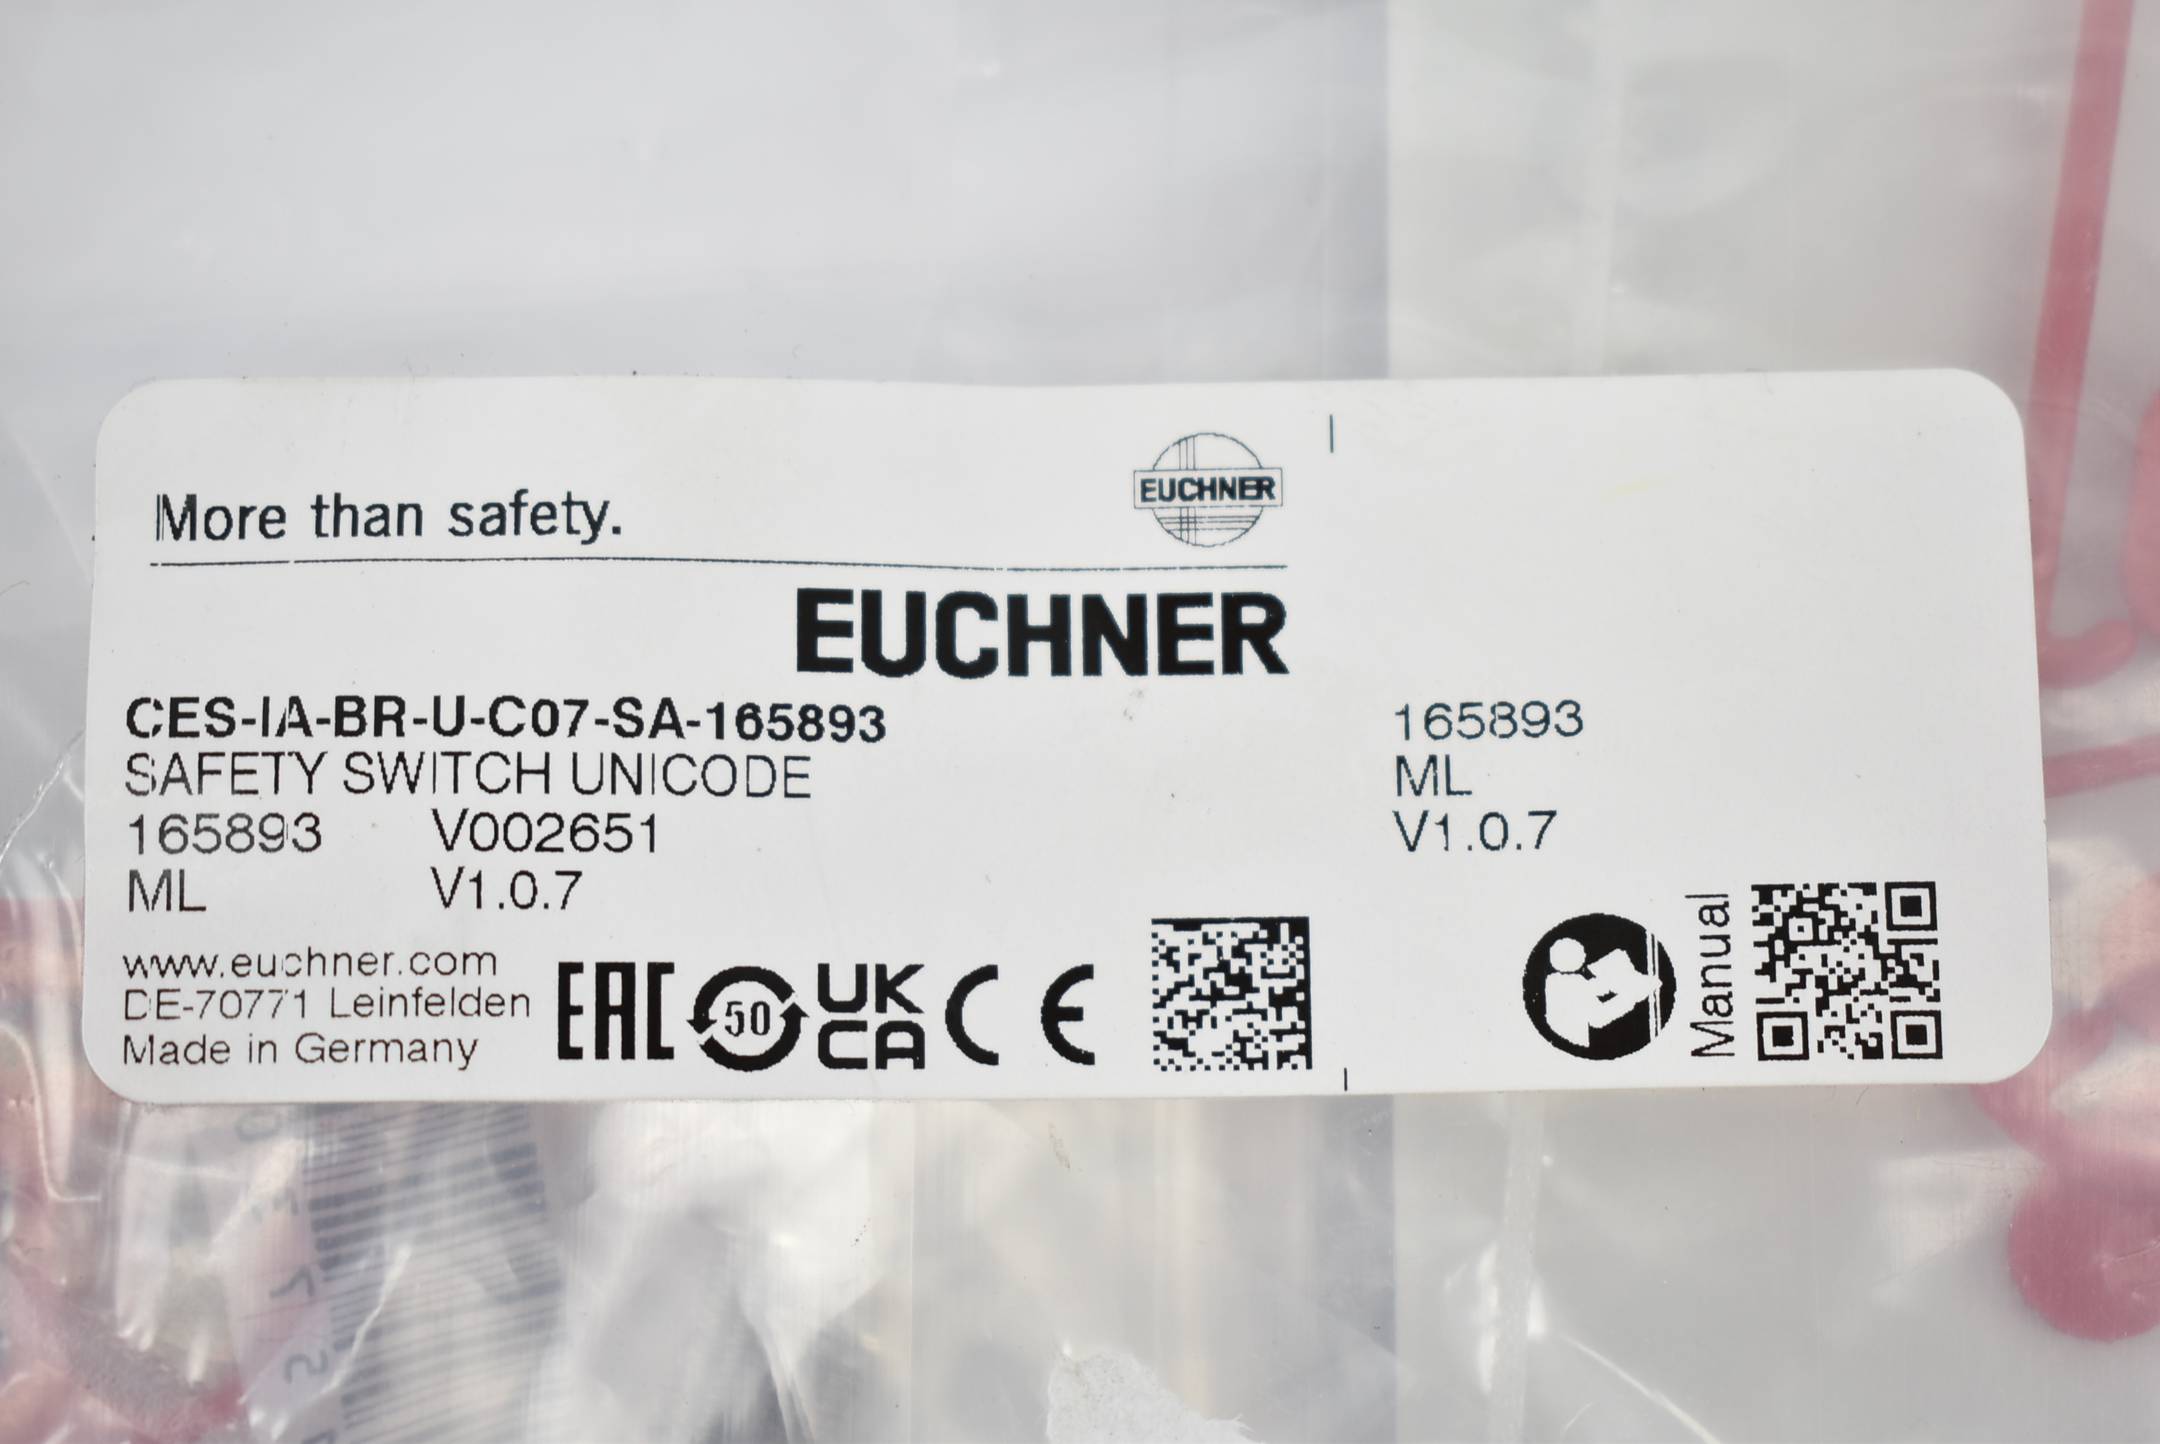 More than safety.
EUCHNER
EUCHNER
CES-IA-BR-U-C07-SA-165893
SAFETY SWITCH UNICODE
165893 V002651
ML V1.0.7
www.euchner.com
DE-70771 Leinfelden
Made in Germany
EAC
50
UK
CA
CE
165893
ML
V1.0.7
Manual